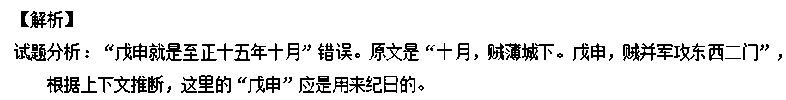 【解析】
试题分析：“戊申就是至正十五年十月”错误。原文是“十月，贼薄城下。戊申，贼并军攻东西二门”，
根据上下文推断，这里的“戊申”应是用来纪日的。